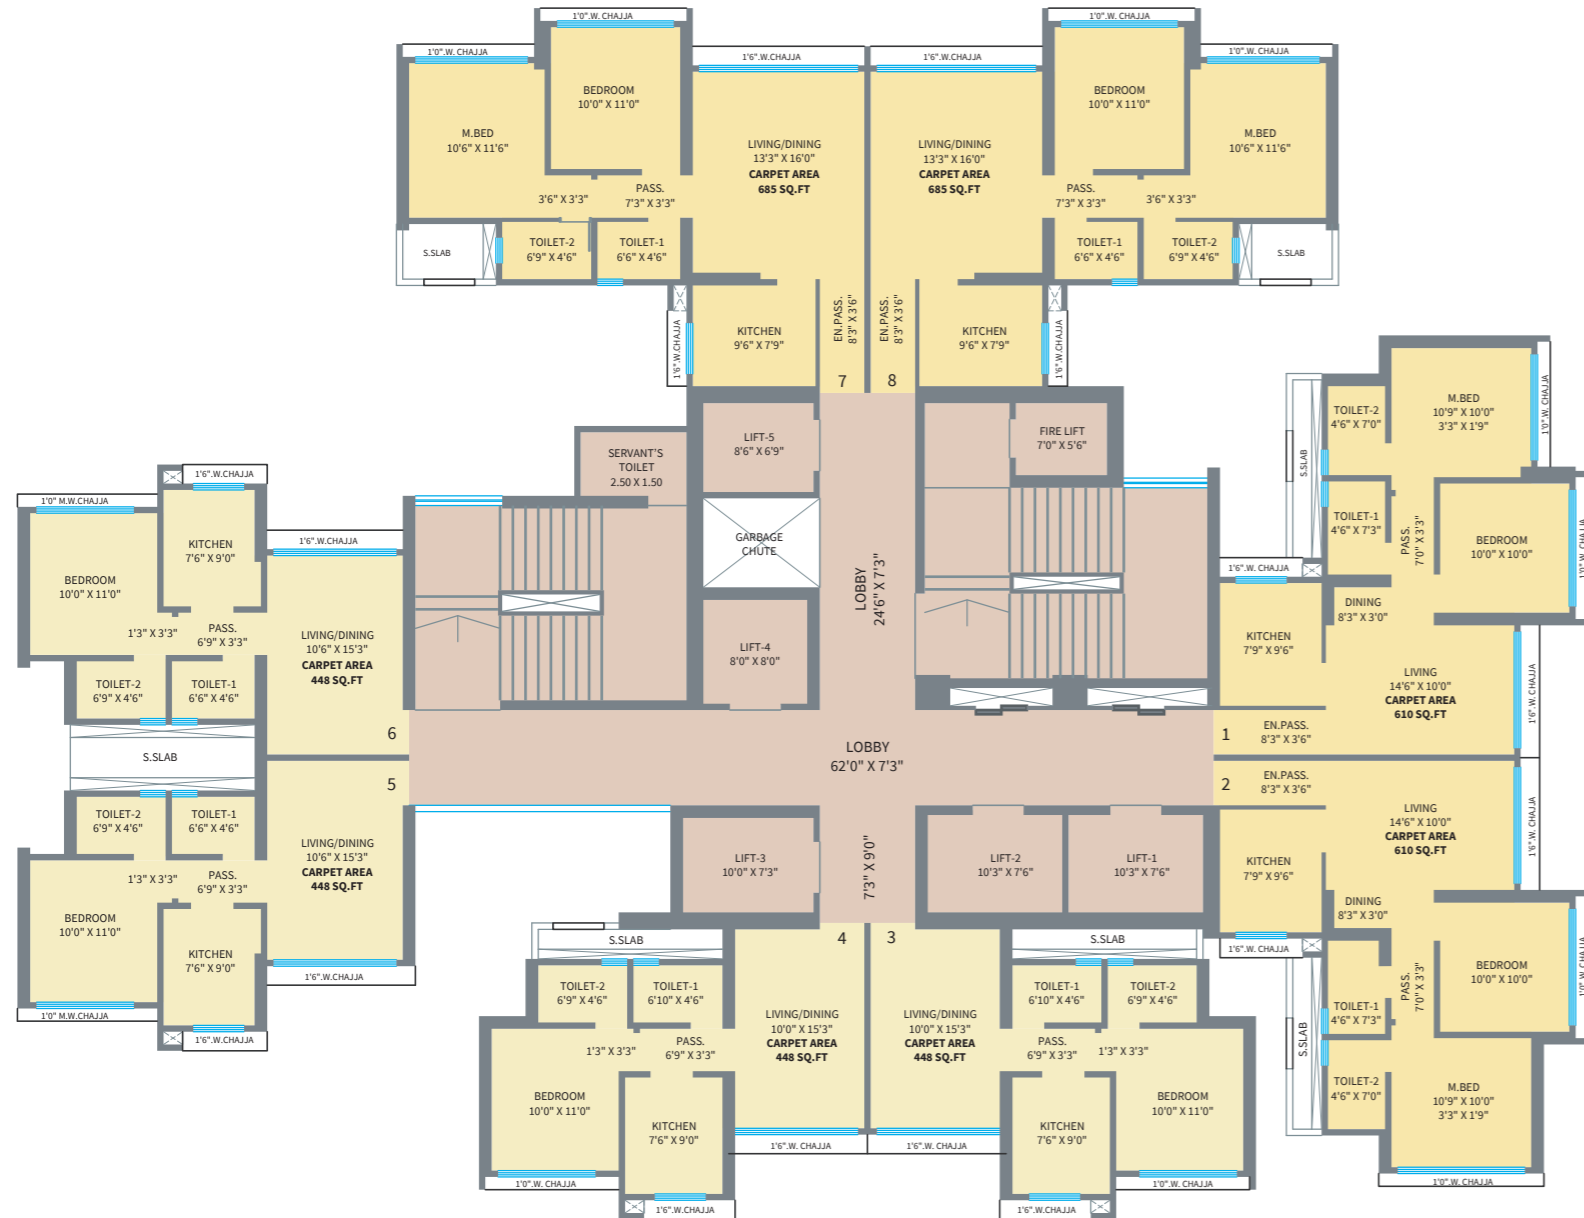 1'0".W. CHAJJA
1'0". W. CHAJJA
BEDROOM
10'0" X 11'0"
M.BED
10'6" X 11'6"
3'6" X 3'3"
PASS.
7'3" X 3'3"
TOILET-2
6'9" X 4'6"
TOILET-1
6'6" X 4'6"
S.SLAB
1'6".W.CHAJJA
LIVING/DINING
13'3" X 16'0"
CARPET AREA
685 SQ.FT
KITCHEN
9'6" X 7'9"
EN.PASS.
8'3" X 3'6"
1'6".W.CHAJJA
7
1'6".W.CHAJJA
1'0".W. CHAJJA
1'0".W. CHAJJA
LIVING/DINING
13'3" X 16'0"
CARPET AREA
685 SQ.FT
BEDROOM
10'0" X 11'0"
M.BED
10'6" X 11'6"
PASS.
7'3" X 3'3"
3'6" X 3'3"
TOILET-1
6'6" X 4'6"
TOILET-2
6'9" X 4'6"
S.SLAB
EN.PASS.
8'3" X 3'6"
KITCHEN
9'6" X 7'9"
1'6".W.CHAJJA
8
LIFT-5
8'6" X 6'9"
FIRE LIFT
7'0" X 5'6"
SERVANT'S
TOILET
2.50 X 1.50
GARBAGE
CHUTE
LOBBY
24'6" X 7'3"
LIFT-4
8'0" X 8'0"
LOBBY
62'0" X 7'3"
LIFT-3
10'0" X 7'3"
7'3" X 9'0"
LIFT-2
10'3" X 7'6"
LIFT-1
10'3" X 7'6"
1'6".W.CHAJJA
1'0" M.W.CHAJJA
1'6".W.CHAJJA
KITCHEN
7'6" X 9'0"
BEDROOM
10'0" X 11'0"
1'3" X 3'3"
PASS.
6'9" X 3'3"
LIVING/DINING
10'6" X 15'3"
CARPET AREA
448 SQ.FT
TOILET-2
6'9" X 4'6"
TOILET-1
6'6" X 4'6"
6
S.SLAB
5
TOILET-2
6'9" X 4'6"
TOILET-1
6'6" X 4'6"
LIVING/DINING
10'6" X 15'3"
CARPET AREA
448 SQ.FT
1'3" X 3'3"
PASS.
6'9" X 3'3"
BEDROOM
10'0" X 11'0"
KITCHEN
7'6" X 9'0"
1'6".W.CHAJJA
1'0" M.W.CHAJJA
1'6".W.CHAJJA
M.BED
10'9" X 10'0"
3'3" X 1'9"
1'0".W. CHAJJA
TOILET-2
4'6" X 7'0"
S.SLAB
TOILET-1
4'6" X 7'3"
PASS.
7'0" X 3'3"
BEDROOM
10'0" X 10'0"
1'0".W. CHAJJA
1'6".W. CHAJJA
KITCHEN
7'9" X 9'6"
DINING
8'3" X 3'0"
LIVING
14'6" X 10'0"
CARPET AREA
610 SQ.FT
1'6".W. CHAJJA
1
EN.PASS.
8'3" X 3'6"
2
EN.PASS.
8'3" X 3'6"
LIVING
14'6" X 10'0"
CARPET AREA
610 SQ.FT
1'6".W. CHAJJA
KITCHEN
7'9" X 9'6"
DINING
8'3" X 3'0"
1'6".W. CHAJJA
PASS.
7'0" X 3'3"
BEDROOM
10'0" X 10'0"
1'0".W. CHAJJA
TOILET-1
4'6" X 7'3"
S.SLAB
TOILET-2
4'6" X 7'0"
M.BED
10'9" X 10'0"
3'3" X 1'9"
1'0".W. CHAJJA
4
S.SLAB
TOILET-2
6'9" X 4'6"
TOILET-1
6'10" X 4'6"
LIVING/DINING
10'0" X 15'3"
CARPET AREA
448 SQ.FT
1'3" X 3'3"
PASS.
6'9" X 3'3"
BEDROOM
10'0" X 11'0"
KITCHEN
7'6" X 9'0"
1'6".W. CHAJJA
1'0".W. CHAJJA
1'6".W. CHAJJA
3
S.SLAB
LIVING/DINING
10'0" X 15'3"
CARPET AREA
448 SQ.FT
TOILET-1
6'10" X 4'6"
TOILET-2
6'9" X 4'6"
PASS.
6'9" X 3'3"
1'3" X 3'3"
KITCHEN
7'6" X 9'0"
BEDROOM
10'0" X 11'0"
1'6".W. CHAJJA
1'0".W. CHAJJA
1'6".W. CHAJJA